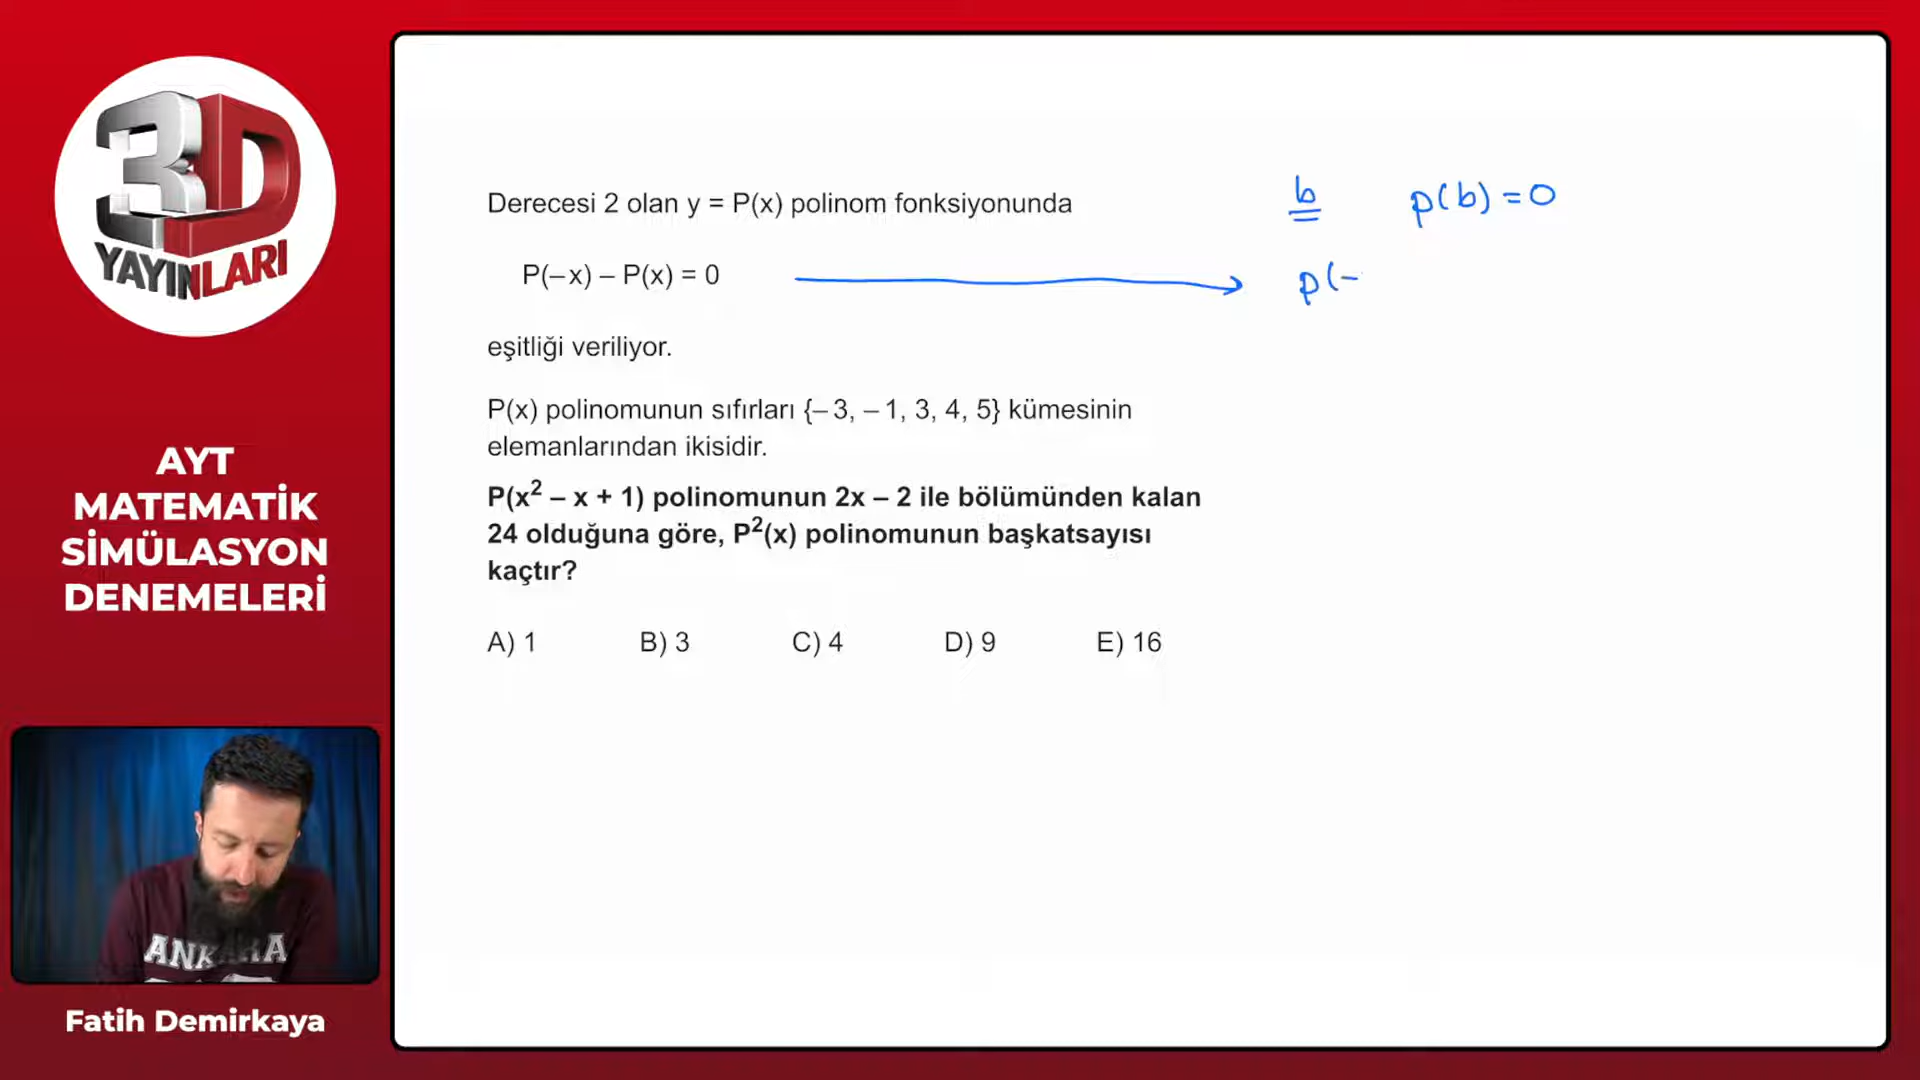 3D
YAYINLARI
AYT
MATEMATİK
SİMÜLASYON
DENEMELERİ
ANKARA
Fatih Demirkaya
Derecesi 2 olan y = P(x) polinom fonksiyonunda
P(–x) – P(x) = 0
eşitliği veriliyor.
P(x) polinomunun sıfırları {–3, –1, 3, 4, 5} kümesinin
elemanlarından ikisidir.
P(x² – x + 1) polinomunun 2x – 2 ile bölümünden kalan
24 olduğuna göre, P²(x) polinomunun başkatsayısı
kaçtır?
A) 1 B) 3 C) 4 D) 9 E) 16
b p(b) = 0
p(-